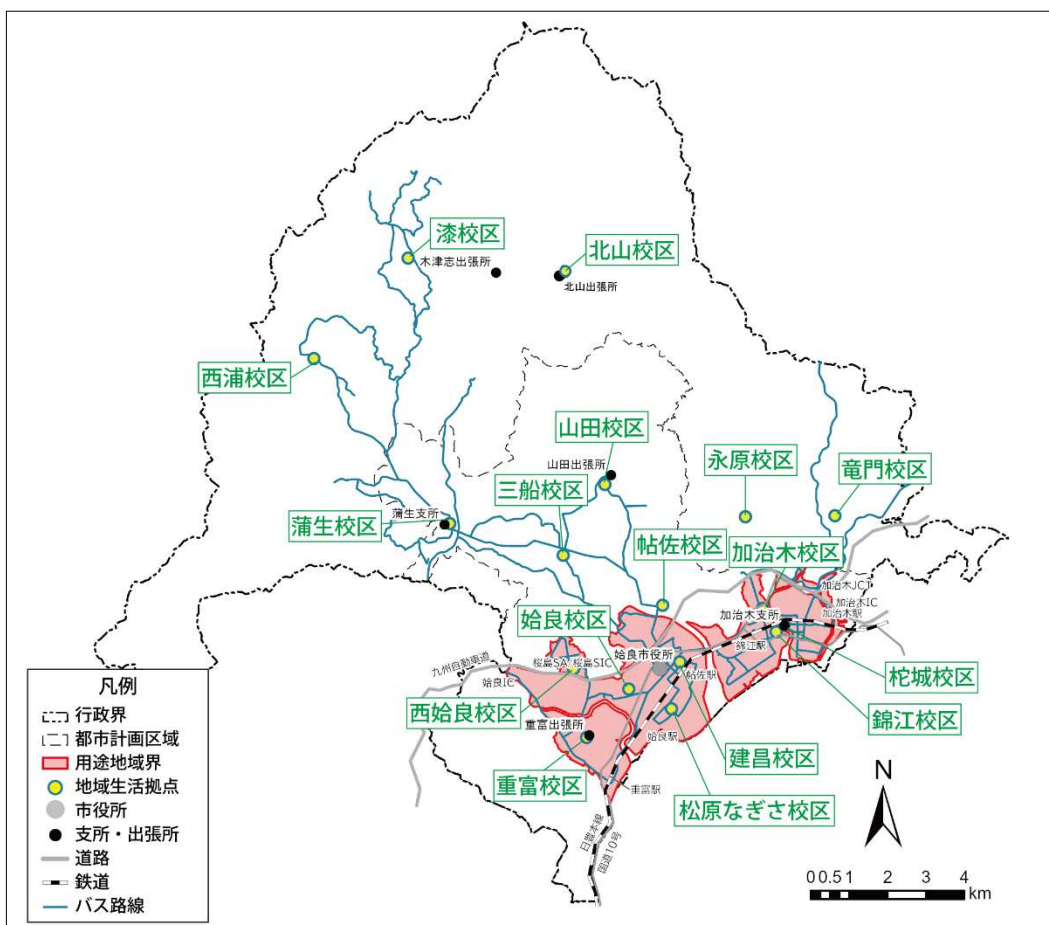 漆校区
木津志出張所
北山校区
北山出張所
西浦校区
山田校区
山田出張所
永原校区
竜門校区
三船校区
蒲生支所
蒲生校区
帖佐校区
加治木校区
加治木JCT
加治木IC
加治木駅
加治木支所
姶良校区
姶良市役所
錦江駅
九州自動車道
桜島SA/桜島SIC
帖佐駅
姶良IC
柁城校区
西姶良校区
重富出張所
姶良駅
錦江校区
建昌校区
重富校区
重富駅
松原なぎさ校区
日豊本線
国道10号
凡例
行政界
都市計画区域
用途地域界
地域生活拠点
市役所
支所・出張所
道路
鉄道
バス路線
N
0 0.5 1 2 3 4
km